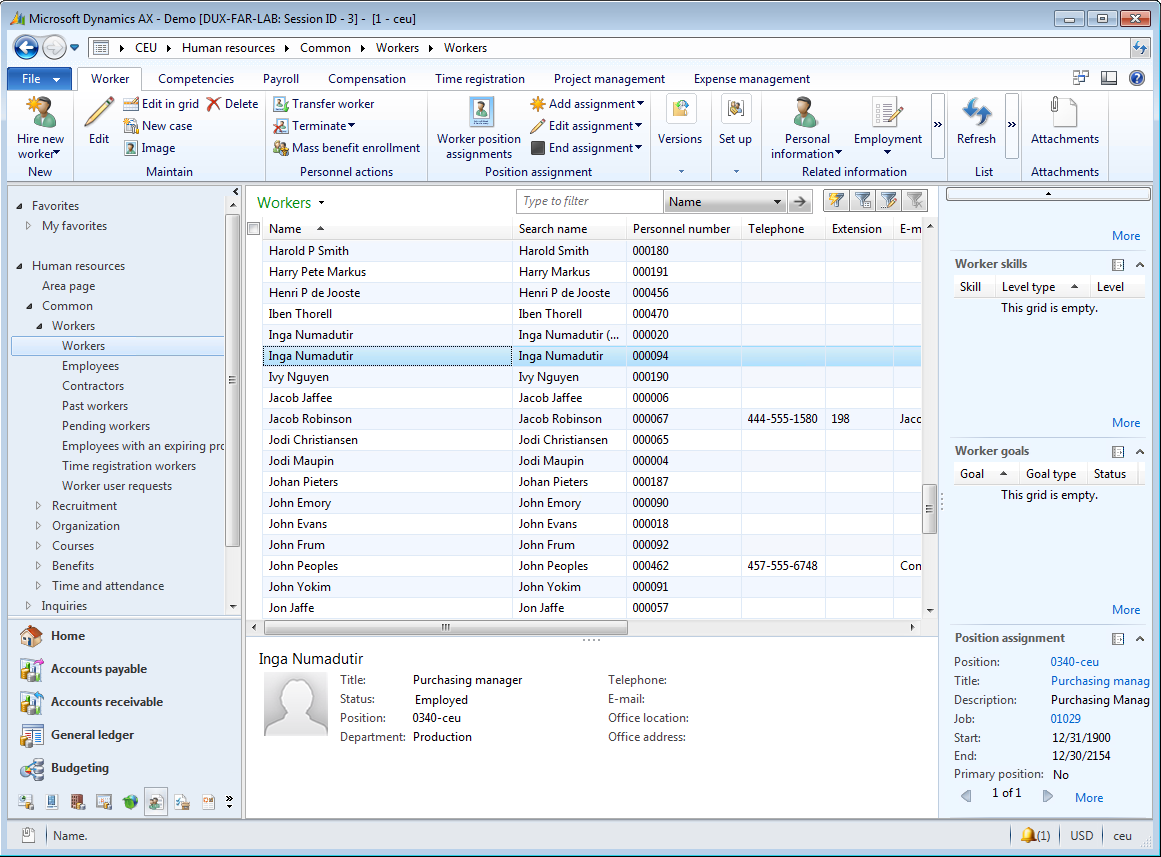 Microsoft Dynamics AX - Demo [DUX-FAR-LAB: Session ID - 3] - [1 - ceu]
CEU Human resources Common Workers Workers
File Worker Competencies Payroll Compensation Time registration Project management Expense management
Hire new worker
New
Edit
Edit in grid Delete
New case
Image
Maintain
Transfer worker
Terminate
Mass benefit enrollment
Personnel actions
Worker position assignments
Add assignment
Edit assignment
End assignment
Position assignment
Versions
Set up
Personal information
Employment
Related information
Refresh
List
Attachments
Attachments
Favorites
My favorites
Human resources
Area page
Common
Workers
Workers
Employees
Contractors
Past workers
Pending workers
Employees with an expiring pro
Time registration workers
Worker user requests
Recruitment
Organization
Courses
Benefits
Time and attendance
Inquiries
Home
Accounts payable
Accounts receivable
General ledger
Budgeting
Workers Type to filter Name
Name Search name Personnel number Telephone Extension E-m
Harold P Smith Harold Smith 000180
Harry Pete Markus Harry Markus 000191
Henri P de Jooste Henri P de Jooste 000456
Iben Thorell Iben Thorell 000470
Inga Numadutir Inga Numadutir (... 000020
Inga Numadutir Inga Numadutir 000094
Ivy Nguyen Ivy Nguyen 000190
Jacob Jaffee Jacob Jaffee 000006
Jacob Robinson Jacob Robinson 000067 444-555-1580 198 Jaco
Jodi Christiansen Jodi Christiansen 000065
Jodi Maupin Jodi Maupin 000004
Johan Pieters Johan Pieters 000187
John Emory John Emory 000090
John Evans John Evans 000018
John Frum John Frum 000092
John Peoples John Peoples 000462 457-555-6748 Con
John Yokim John Yokim 000091
Jon Jaffe Jon Jaffe 000057
Inga Numadutir
Title: Purchasing manager Telephone:
Status: Employed E-mail:
Position: 0340-ceu Office location:
Department: Production Office address:
More
Worker skills
Skill Level type Level
This grid is empty.
More
Worker goals
Goal Goal type Status
This grid is empty.
More
Position assignment
Position: 0340-ceu
Title: Purchasing manag
Description: Purchasing Manag
Job: 01029
Start: 12/31/1900
End: 12/30/2154
Primary position: No
1 of 1 More
Name. (1) USD ceu